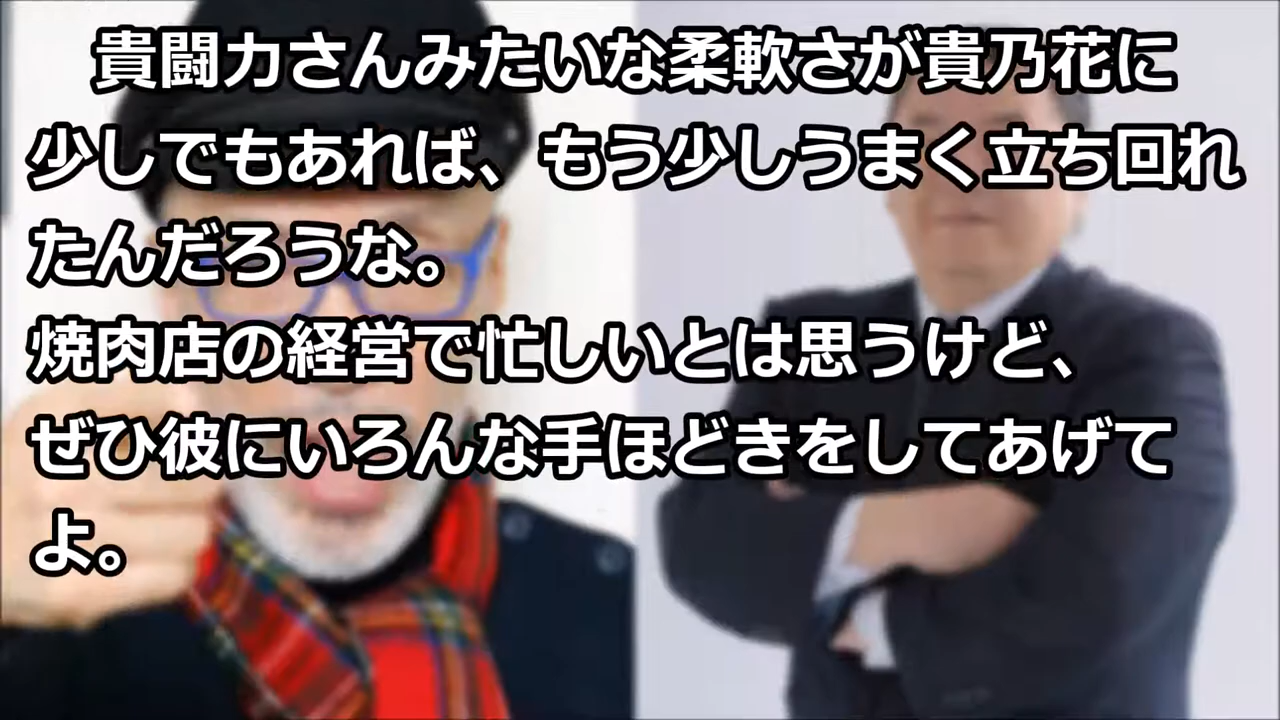 貴闘力さんみたいな柔軟さが貴乃花に
少しでもあれば、もう少しうまく立ち回れ
たんだろうな。
焼肉店の経営で忙しいとは思うけど、
ぜひ彼にいろんな手ほどきをしてあげて
よ。